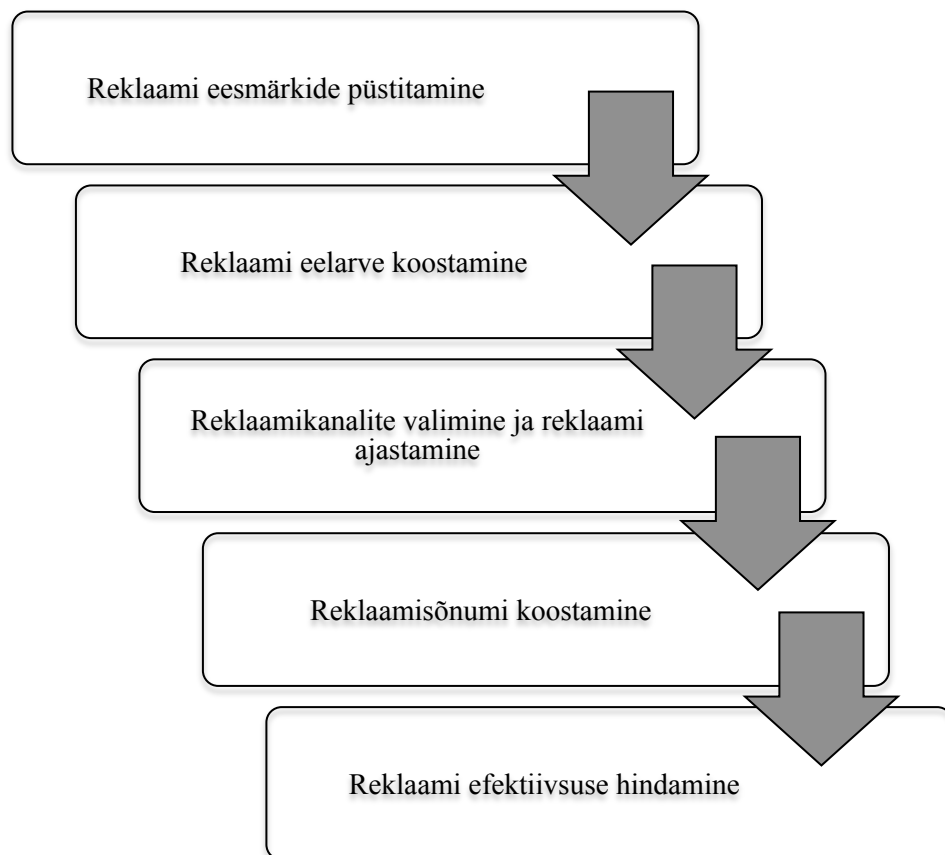 Reklaami eesmärkide püstitamine
Reklaami eelarve koostamine
Reklaamikanalite valimine ja reklaami
ajastamine
Reklaamisõnumi koostamine
Reklaami efektiivsuse hindamine